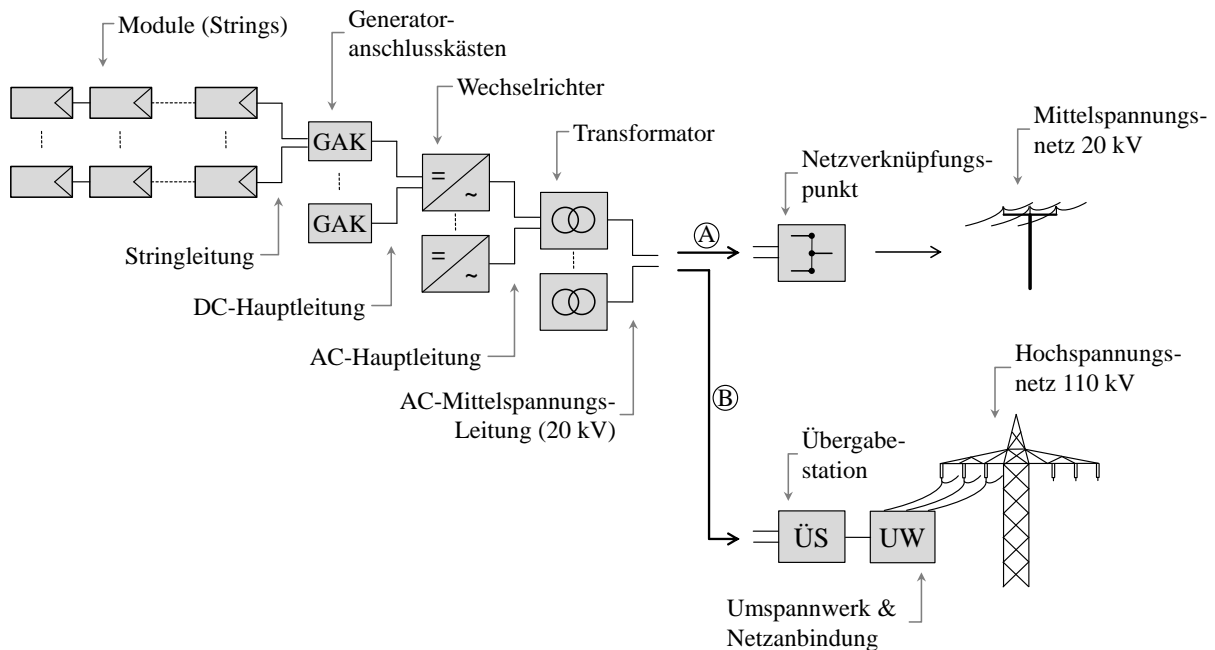 Module (Strings)
Generator-
anschlusskästen
Wechselrichter
Transformator
Netzverknüpfungs-
punkt
Mittelspannungs-
netz 20 kV
GAK
GAK
=
~
=
~
Stringleitung
DC-Hauptleitung
AC-Hauptleitung
AC-Mittelspannungs-
Leitung (20 kV)
A
B
Hochspannungs-
netz 110 kV
Übergabe-
station
ÜS
UW
Umspannwerk &
Netzanbindung